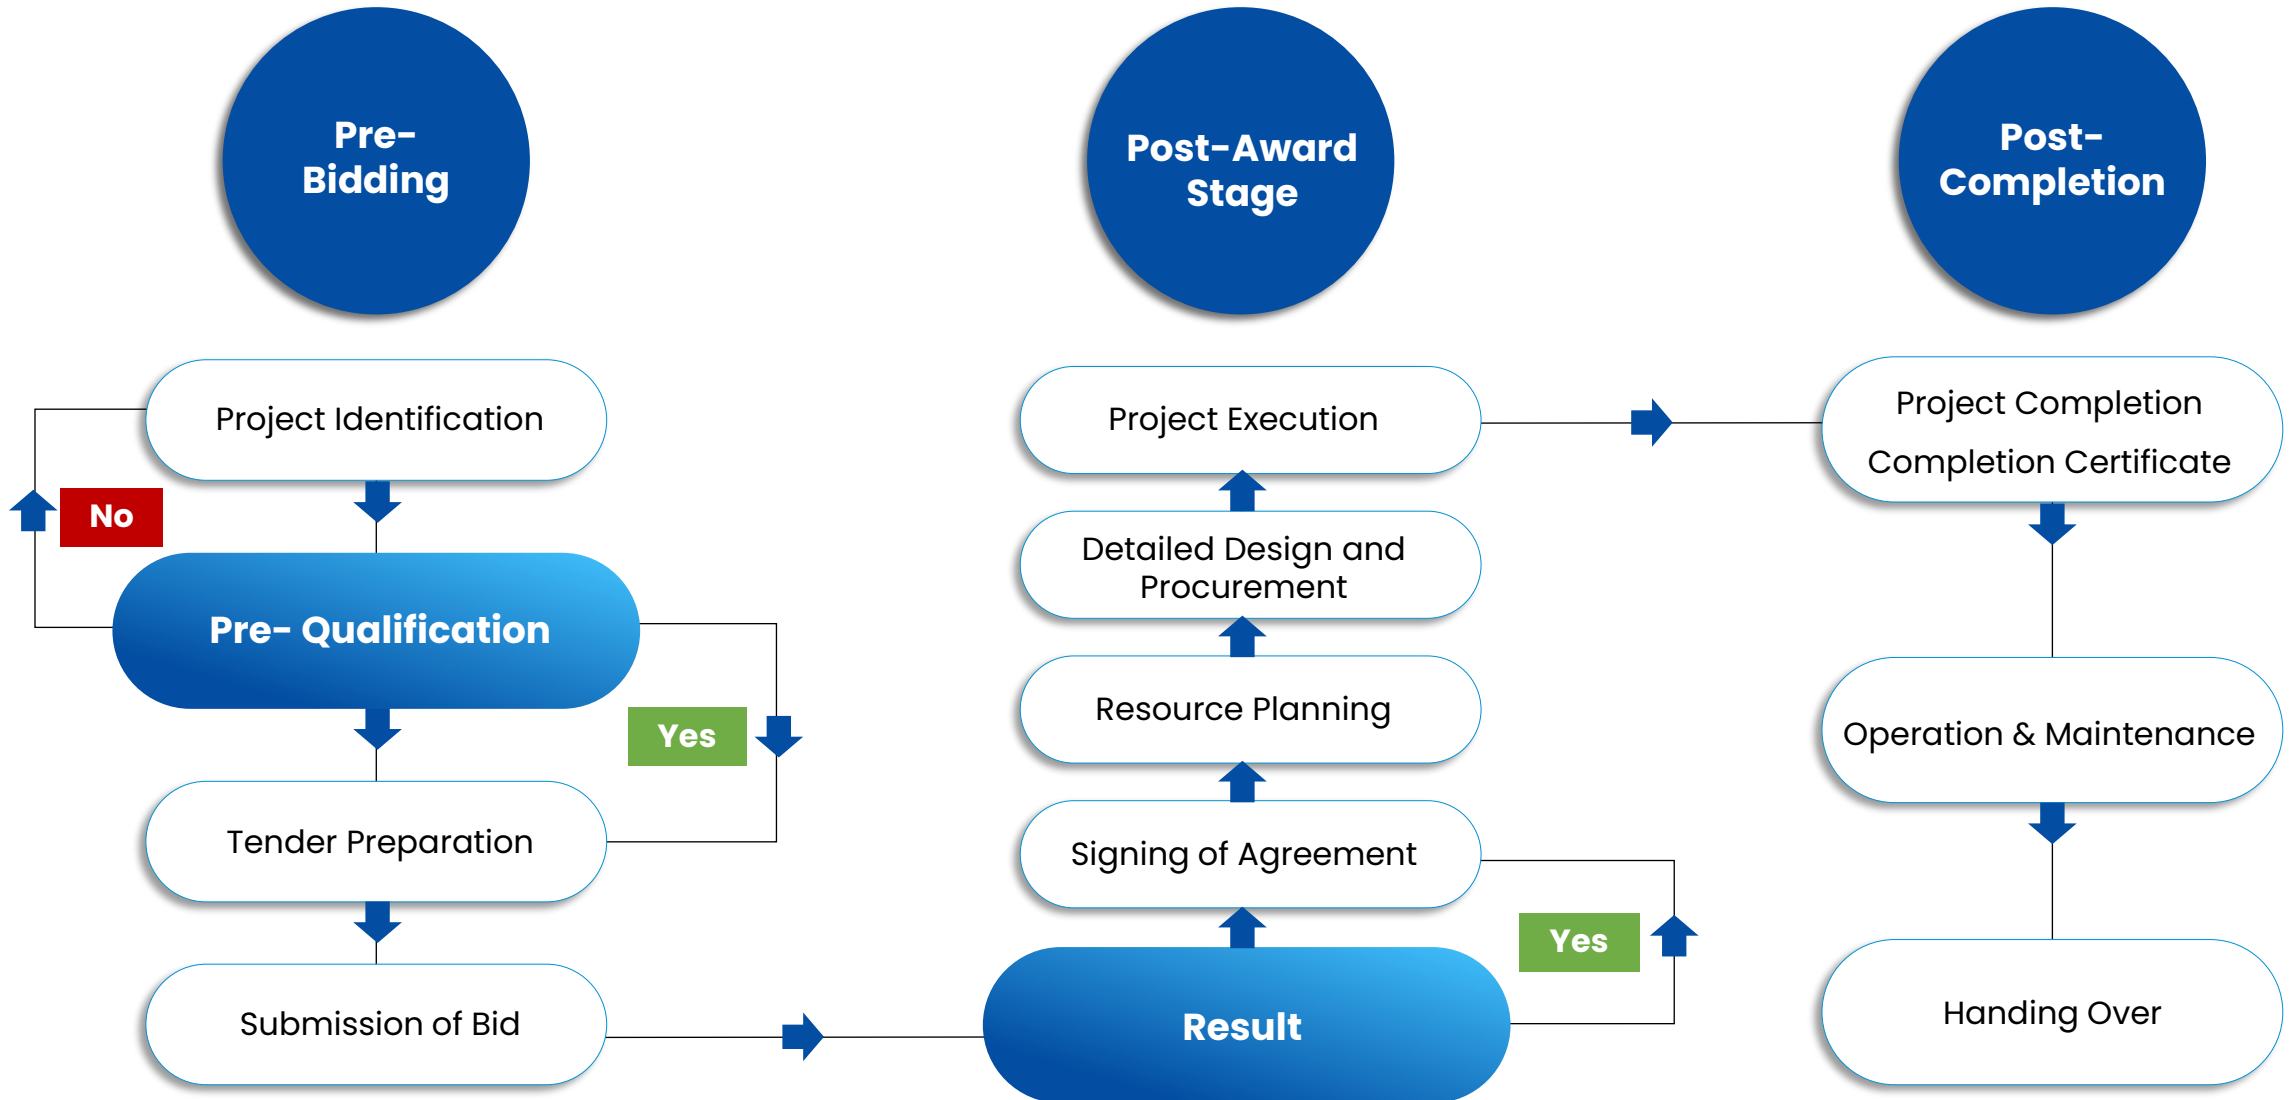 Pre-
Bidding
Project Identification
No
Pre- Qualification
Yes
Tender Preparation
Submission of Bid
Post-Award
Stage
Project Execution
Detailed Design and
Procurement
Resource Planning
Signing of Agreement
Yes
Result
Post-
Completion
Project Completion
Completion Certificate
Operation & Maintenance
Handing Over